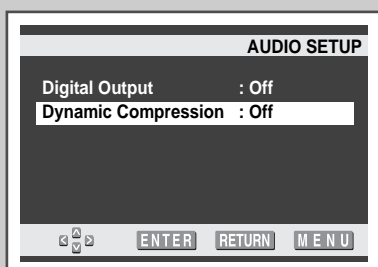 AUDIO SETUP
Digital Output : Off
Dynamic Compression : Off
ENTER RETURN MENU